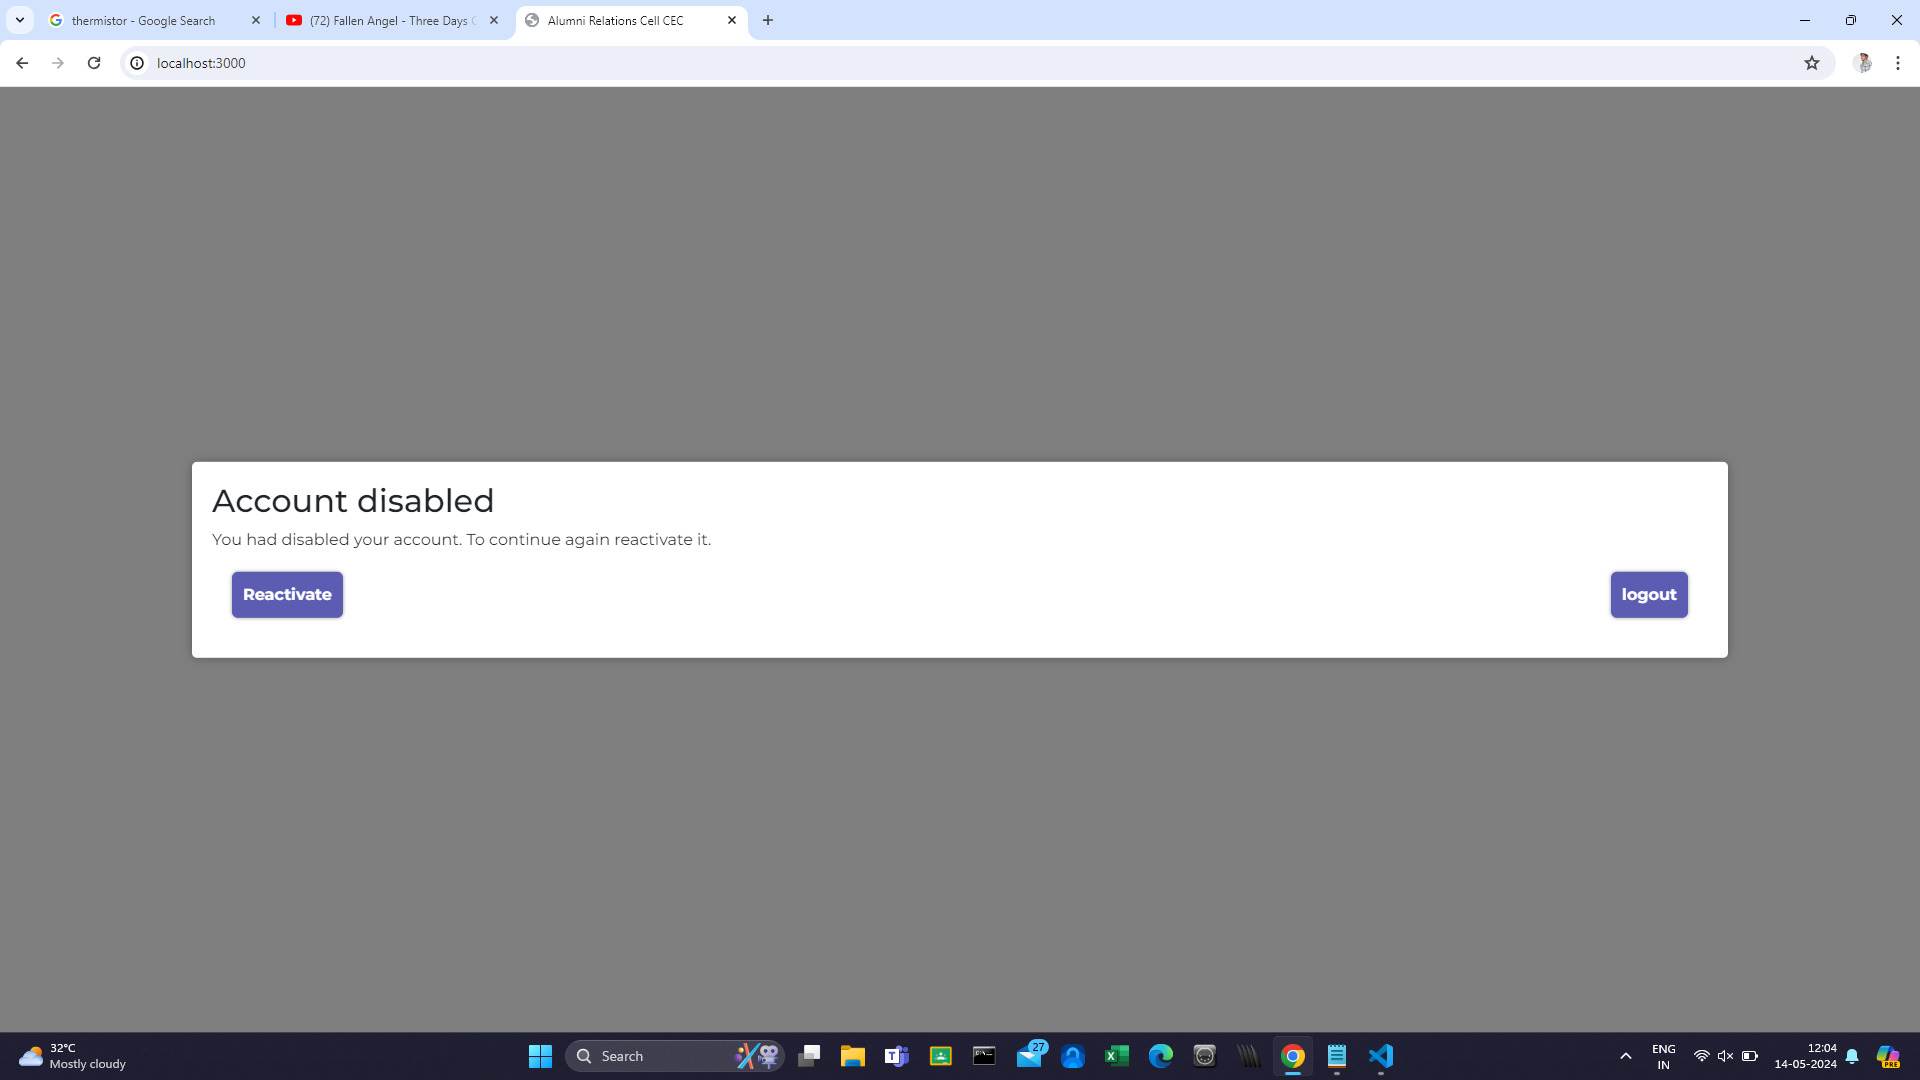 thermistor - Google Search
(72) Fallen Angel - Three Days
Alumni Relations Cell CEC
localhost:3000
Account disabled
You had disabled your account. To continue again reactivate it.
Reactivate
logout
32°C
Mostly cloudy
Search
27
ENG
IN
12:04
14-05-2024
PRE